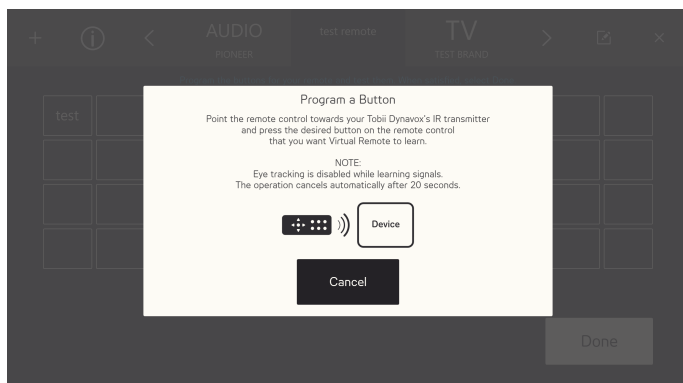 AUDIO
PIONEER
test remote
TV
TEST BRAND
test
Program a Button
Point the remote control towards your Tobii Dynavox's IR transmitter
and press the desired button on the remote control
that you want Virtual Remote to learn.
NOTE:
Eye tracking is disabled while learning signals.
The operation cancels automatically after 20 seconds.
Device
Cancel
Done